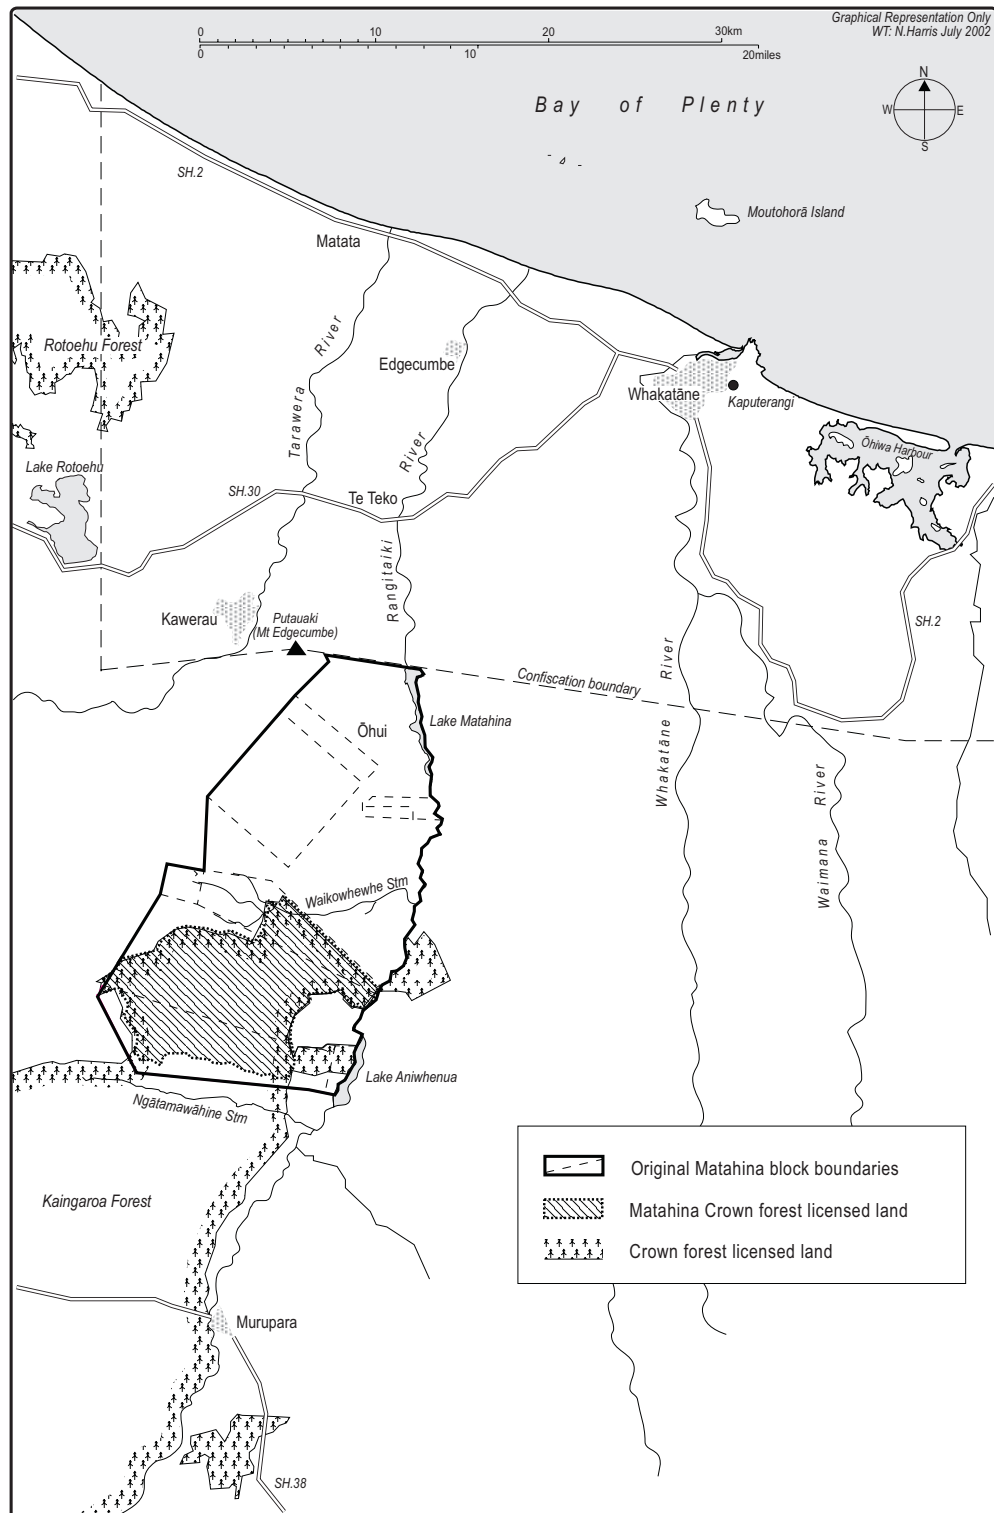 Graphical Representation Only
WT: N.Harris July 2002
0 10 20 30km
0 10 20miles
N
W E
S
Bay of Plenty
SH.2
Moutohorā Island
Matata
River
Rotoehu Forest
Edgecumbe
Whakatāne
Kaputerangi
Tarawera
River
Ōhiwa Harbour
Lake Rotoehu
SH.30
Te Teko
Rangitaiki
Kawerau
Putauaki
(Mt Edgecumbe)
SH.2
River
Confiscation boundary
Lake Matahina
Ōhui
Whakatāne
River
Waimana
Waikowhewhe Stm
Lake Aniwhenua
Ngātamawāhine Stm
Original Matahina block boundaries
Kaingaroa Forest
Matahina Crown forest licensed land
Crown forest licensed land
Murupara
SH.38